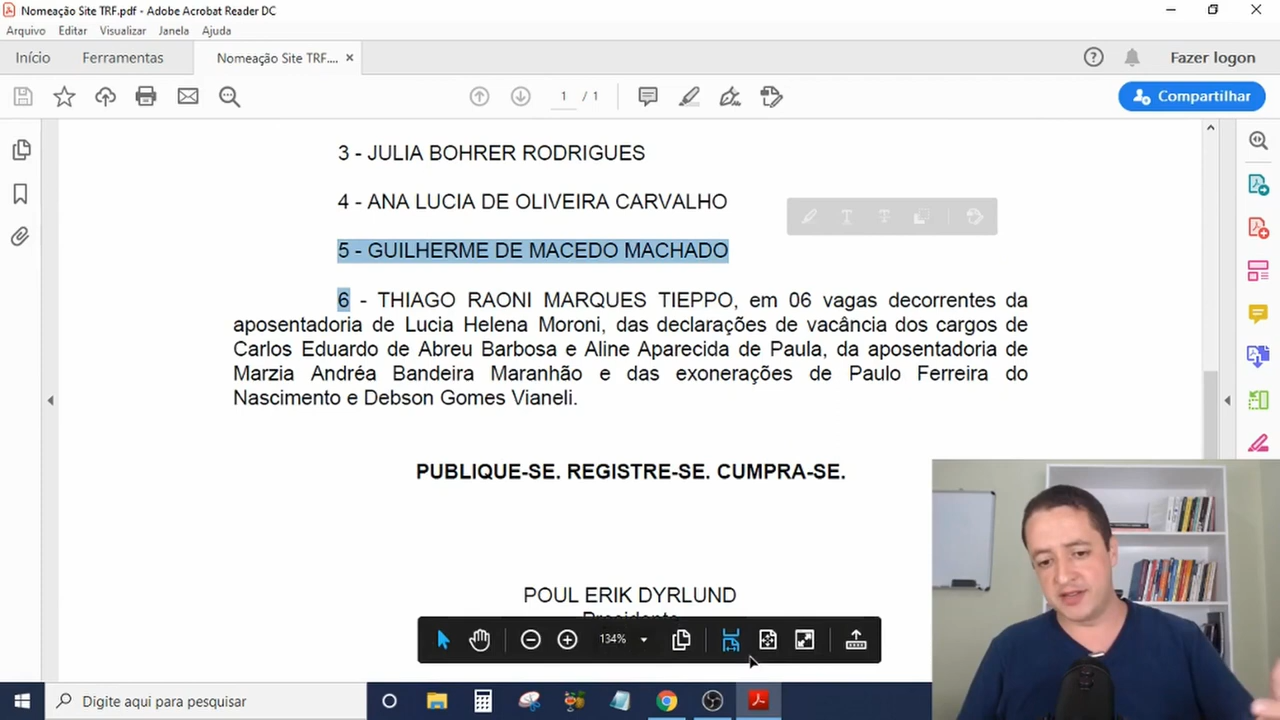 Nomeação Site TRF.pdf - Adobe Acrobat Reader DC
Arquivo Editar Visualizar Janela Ajuda
Início Ferramentas Nomeação Site TRF.... × Fazer logon
1 / 1 Compartilhar
3 - JULIA BOHRER RODRIGUES
4 - ANA LUCIA DE OLIVEIRA CARVALHO
5 - GUILHERME DE MACEDO MACHADO
6 - THIAGO RAONI MARQUES TIEPPO, em 06 vagas decorrentes da
aposentadoria de Lucia Helena Moroni, das declarações de vacância dos cargos de
Carlos Eduardo de Abreu Barbosa e Aline Aparecida de Paula, da aposentadoria de
Marzia Andréa Bandeira Maranhão e das exonerações de Paulo Ferreira do
Nascimento e Debson Gomes Vianeli.
PUBLIQUE-SE. REGISTRE-SE. CUMPRA-SE.
POUL ERIK DYRLUND
Presidente
134%
Digite aqui para pesquisar